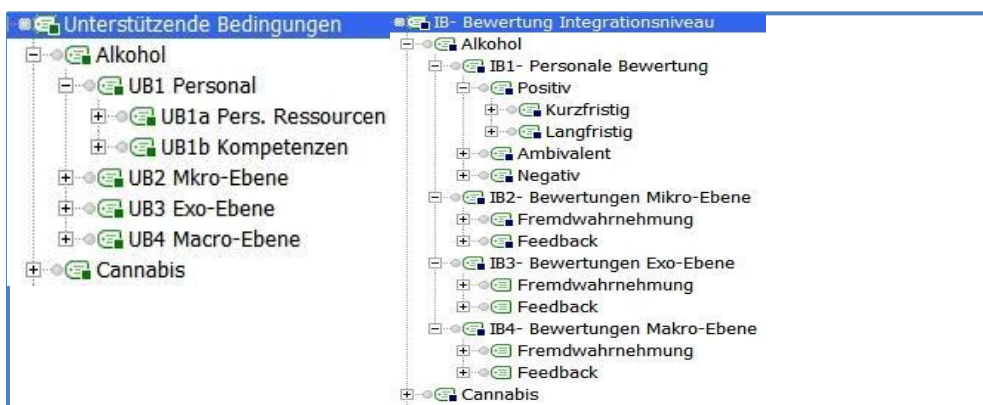 Unterstützende Bedingungen
Alkohol
UB1 Personal
UB1a Pers. Ressourcen
UB1b Kompetenzen
UB2 Mkro-Ebene
UB3 Exo-Ebene
UB4 Macro-Ebene
Cannabis
IB- Bewertung Integrationsniveau
Alkohol
IB1- Personale Bewertung
Positiv
Kurzfristig
Langfristig
Ambivalent
Negativ
IB2- Bewertungen Mikro-Ebene
Fremdwahrnehmung
Feedback
IB3- Bewertungen Exo-Ebene
Fremdwahrnehmung
Feedback
IB4- Bewertungen Makro-Ebene
Fremdwahrnehmung
Feedback
Cannabis